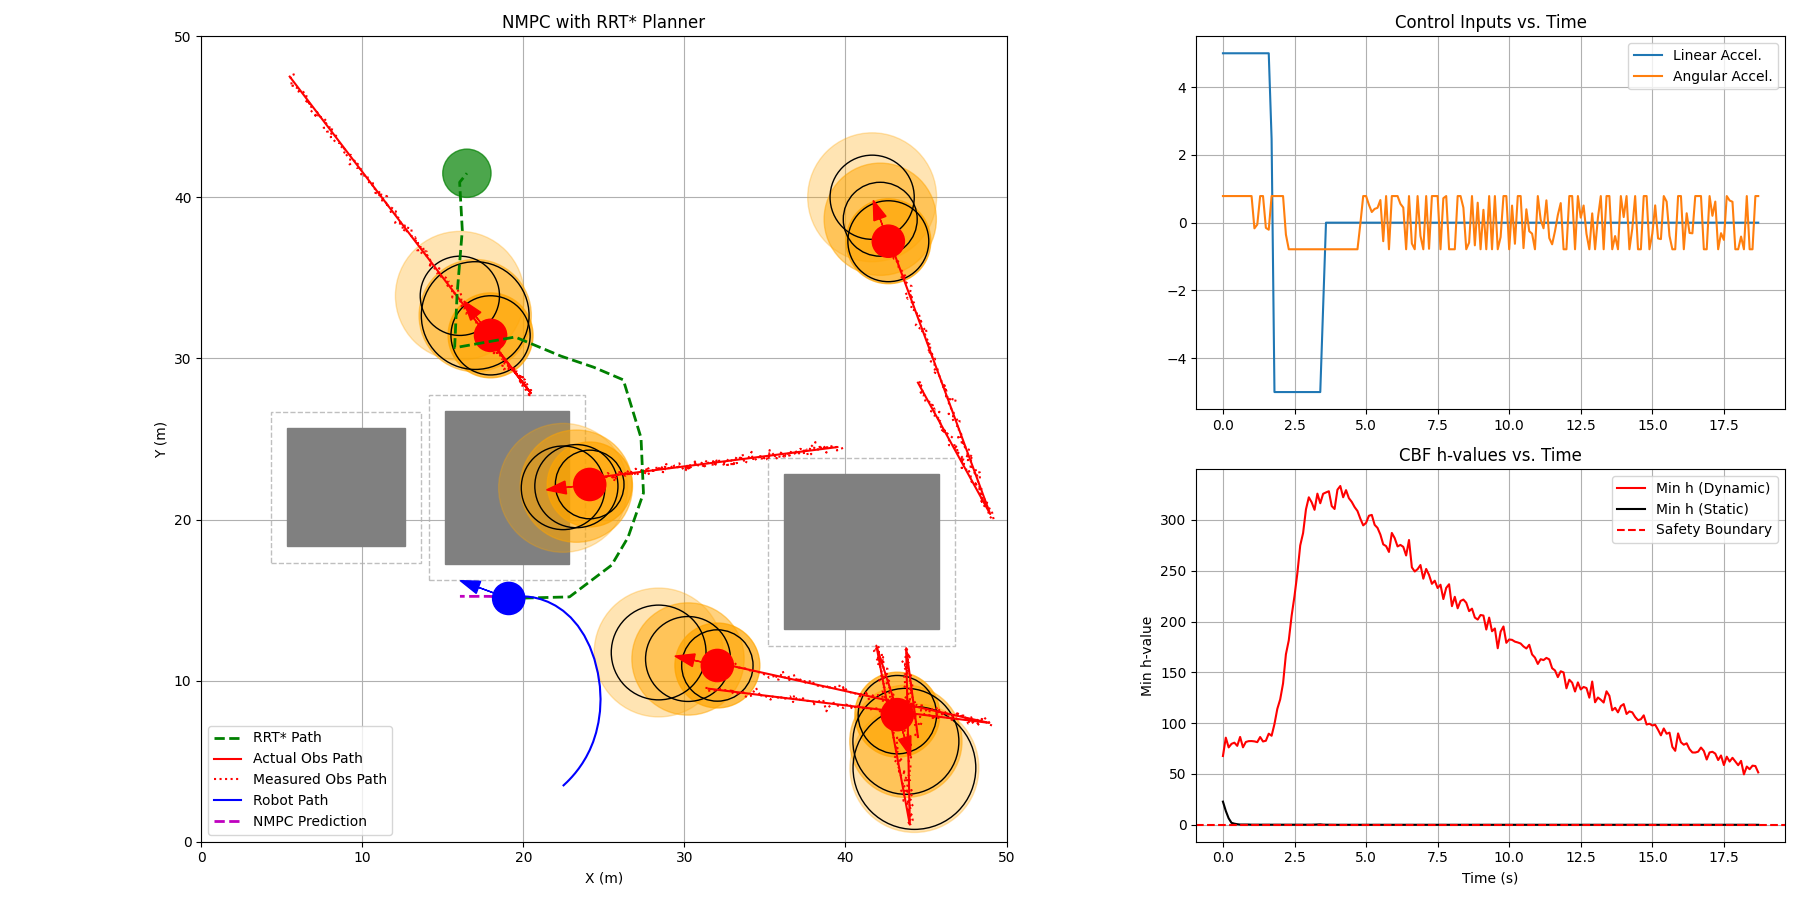 NMPC with RRT* Planner
50
40
30
20
10
0
Y (m)
0 10 20 30 40 50
X (m)
RRT* Path
Actual Obs Path
Measured Obs Path
Robot Path
NMPC Prediction
Control Inputs vs. Time
Linear Accel.
Angular Accel.
4
2
0
−2
−4
0.0 2.5 5.0 7.5 10.0 12.5 15.0 17.5
CBF h-values vs. Time
Min h (Dynamic)
Min h (Static)
Safety Boundary
Min h-value
300
250
200
150
100
50
0
0.0 2.5 5.0 7.5 10.0 12.5 15.0 17.5
Time (s)